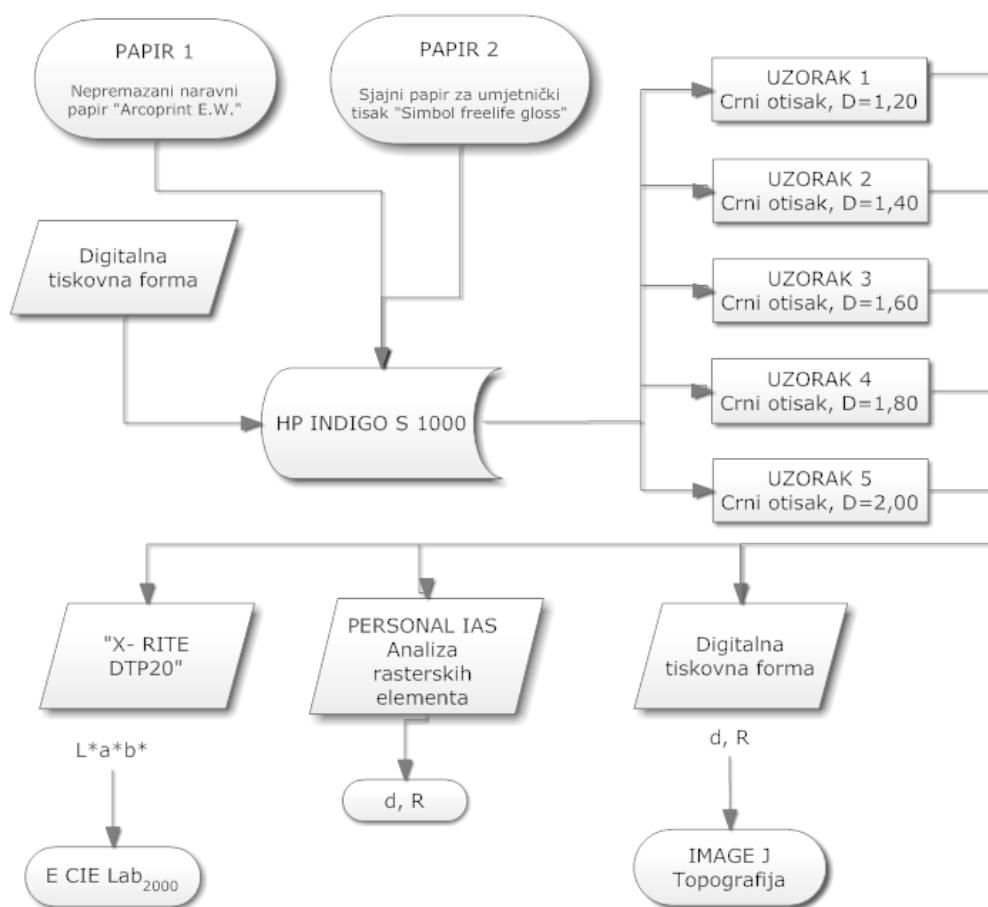 PAPIR 1
Nepremazani naravni
papir "Arcoprint E.W."
PAPIR 2
Sjajni papir za umjetnički
tisak "Simbol freelife gloss"
Digitalna
tiskovna forma
HP INDIGO S 1000
UZORAK 1
Crni otisak, D=1,20
UZORAK 2
Crni otisak, D=1,40
UZORAK 3
Crni otisak, D=1,60
UZORAK 4
Crni otisak, D=1,80
UZORAK 5
Crni otisak, D=2,00
"X- RITE
DTP20"
L*a*b*
E CIE Lab2000
PERSONAL IAS
Analiza
rasterskih
elementa
d, R
Digitalna
tiskovna forma
d, R
IMAGE J
Topografija